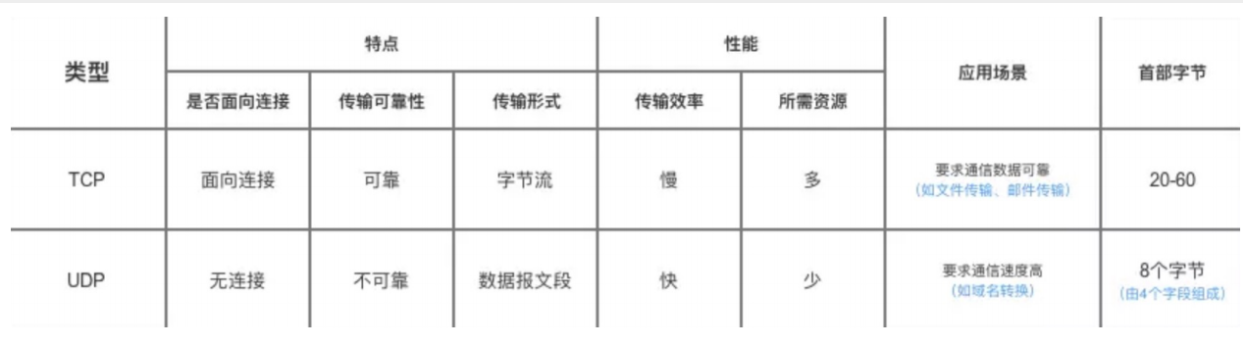 特点
性能
类型
应用场景
首部字节
是否面向连接
传输可靠性
传输形式
传输效率
所需资源
TCP
面向连接
可靠
字节流
慢
多
要求通信数据可靠
（如文件传输、邮件传输）
20-60
UDP
无连接
不可靠
数据报文段
快
少
要求通信速度高
（如域名转换）
8个字节
（由4个字段组成）